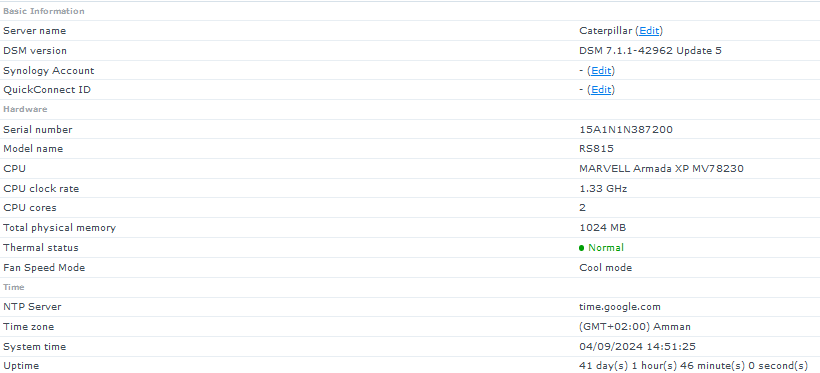 Basic Information
Server name Caterpillar (Edit)
DSM version DSM 7.1.1-42962 Update 5
Synology Account - (Edit)
QuickConnect ID - (Edit)
Hardware
Serial number 15A1N1N387200
Model name RS815
CPU MARVELL Armada XP MV78230
CPU clock rate 1.33 GHz
CPU cores 2
Total physical memory 1024 MB
Thermal status Normal
Fan Speed Mode Cool mode
Time
NTP Server time.google.com
Time zone (GMT+02:00) Amman
System time 04/09/2024 14:51:25
Uptime 41 day(s) 1 hour(s) 46 minute(s) 0 second(s)